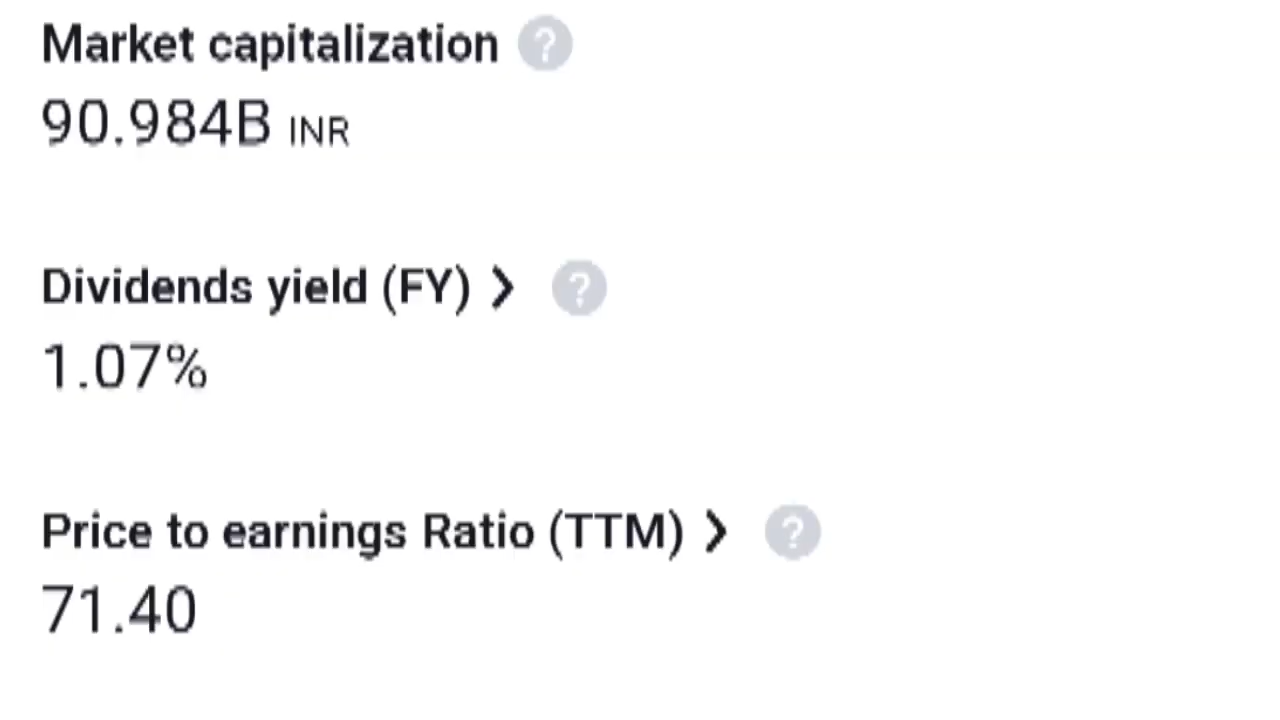 Market capitalization ?
90.984B INR
Dividends yield (FY) > ?
1.07%
Price to earnings Ratio (TTM) > ?
71.40